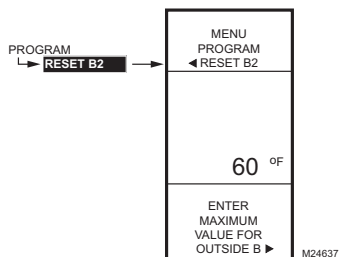 PROGRAM
RESET B2
MENU
PROGRAM
◄ RESET B2
60 °F
ENTER
MAXIMUM
VALUE FOR
OUTSIDE B ►
M24637